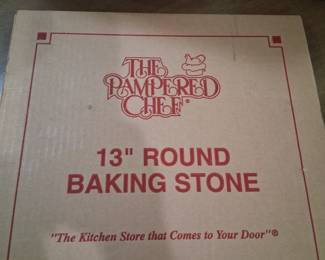 THE
PAMPERED
CHEF®
13" ROUND
BAKING STONE
"The Kitchen Store that Comes to Your Door"®